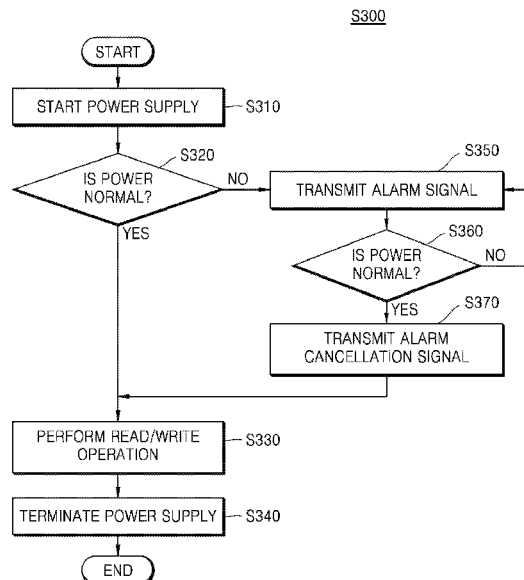 S300
START
START POWER SUPPLY
S310
S320
IS POWER
NORMAL?
NO
YES
S350
TRANSMIT ALARM SIGNAL
S360
IS POWER
NORMAL?
NO
YES
S370
TRANSMIT ALARM
CANCELLATION SIGNAL
PERFORM READ/WRITE
OPERATION
S330
TERMINATE POWER SUPPLY
S340
END